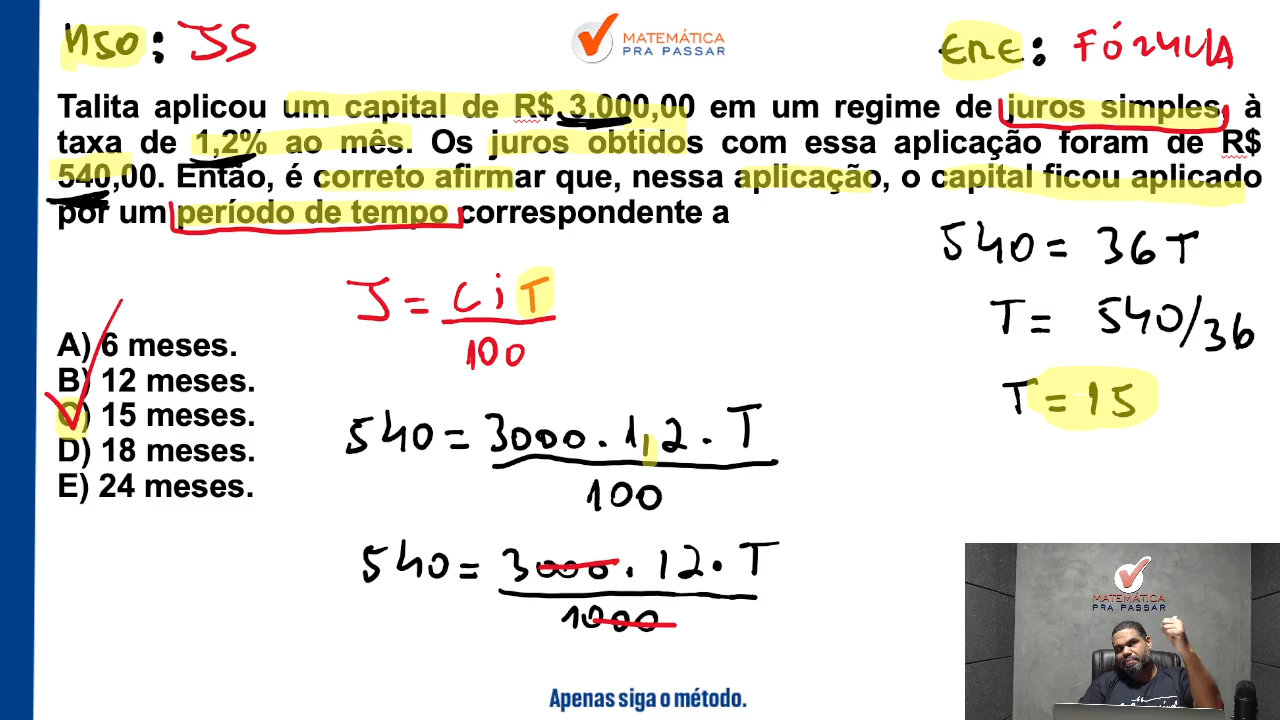 MSO: JS
MATEMÁTICA
PRA PASSAR
ENE: FÓRMULA
Talita aplicou um capital de R$ 3.000,00 em um regime de juros simples, à
taxa de 1,2% ao mês. Os juros obtidos com essa aplicação foram de R$
540,00. Então, é correto afirmar que, nessa aplicação, o capital ficou aplicado
por um período de tempo correspondente a
J = CiT
100
A) 6 meses.
B) 12 meses.
C) 15 meses.
D) 18 meses.
E) 24 meses.
540 = 3000 . 1,2 . T
100
540 = 3000 . 12 . T
1000
540 = 36T
T = 540/36
T = 15
MATEMÁTICA
PRA PASSAR
Apenas siga o método.